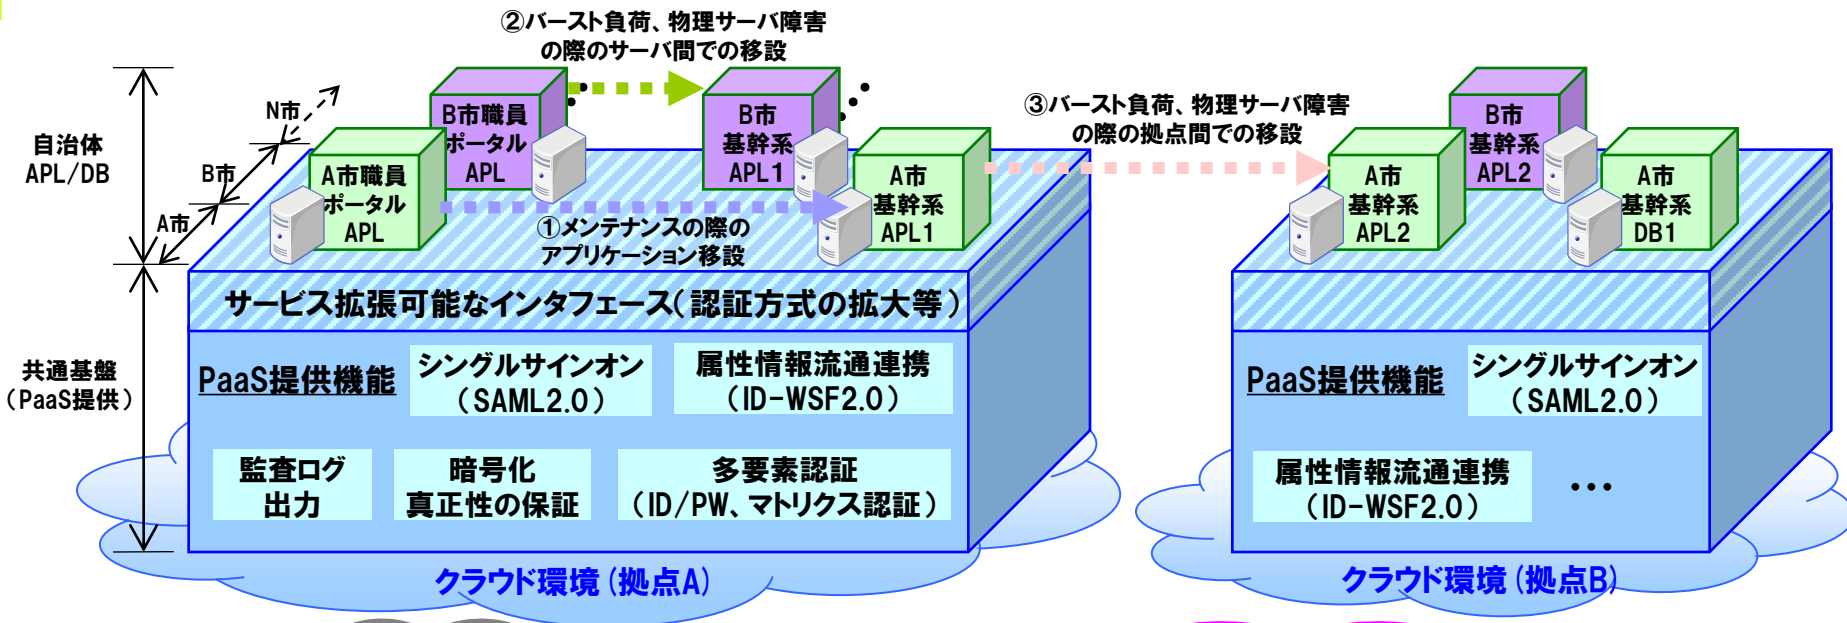 ②バースト負荷、物理サーバ障害
の際のサーバ間での移設
③バースト負荷、物理サーバ障害
の際の拠点間での移設
自治体
APL/DB
N市
B市
A市
B市職員
ポータル
APL
A市職員
ポータル
APL
B市
基幹系
APL1
A市
基幹系
APL1
①メンテナンスの際の
アプリケーション移設
B市
基幹系
APL2
A市
基幹系
APL2
A市
基幹系
DB1
サービス拡張可能なインタフェース(認証方式の拡大等)
共通基盤
(PaaS提供)
PaaS提供機能
シングルサインオン
(SAML2.0)
属性情報流通連携
(ID-WSF2.0)
監査ログ
出力
暗号化
真正性の保証
多要素認証
(ID/PW、マトリクス認証)
クラウド環境(拠点A)
PaaS提供機能
シングルサインオン
(SAML2.0)
属性情報流通連携
(ID-WSF2.0)
…
クラウド環境(拠点B)